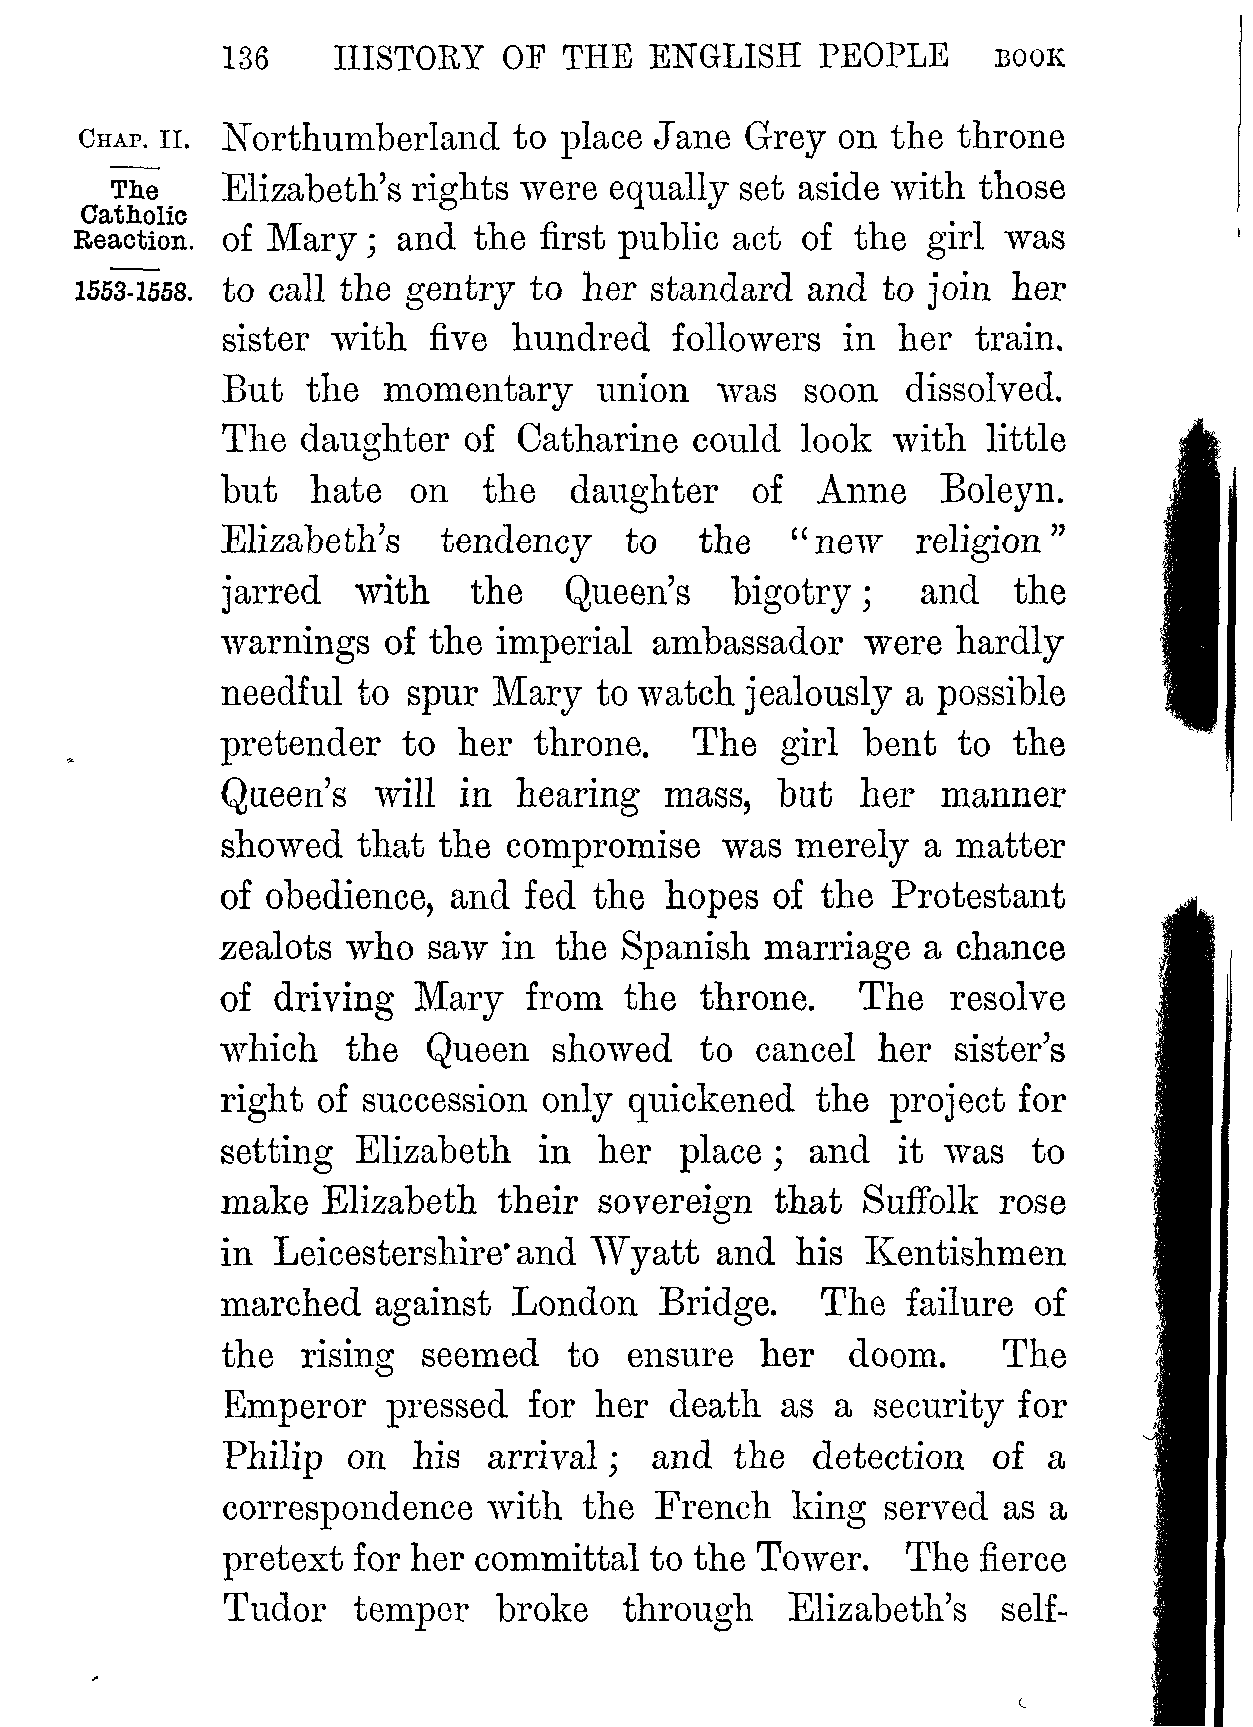 136 HISTORY OF THE ENGLISH PEOPLE BOOK
CHAP. II.
The
Catholic
Reaction.
1553-1558.
Northumberland to place Jane Grey on the throne
Elizabeth's rights were equally set aside with those
of Mary; and the first public act of the girl was
to call the gentry to her standard and to join her
sister with five hundred followers in her train.
But the momentary union was soon dissolved.
The daughter of Catharine could look with little
but hate on the daughter of Anne Boleyn.
Elizabeth's tendency to the "new religion"
jarred with the Queen's bigotry; and the
warnings of the imperial ambassador were hardly
needful to spur Mary to watch jealously a possible
pretender to her throne. The girl bent to the
Queen's will in hearing mass, but her manner
showed that the compromise was merely a matter
of obedience, and fed the hopes of the Protestant
zealots who saw in the Spanish marriage a chance
of driving Mary from the throne. The resolve
which the Queen showed to cancel her sister's
right of succession only quickened the project for
setting Elizabeth in her place; and it was to
make Elizabeth their sovereign that Suffolk rose
in Leicestershire and Wyatt and his Kentishmen
marched against London Bridge. The failure of
the rising seemed to ensure her doom. The
Emperor pressed for her death as a security for
Philip on his arrival; and the detection of a
correspondence with the French king served as a
pretext for her committal to the Tower. The fierce
Tudor temper broke through Elizabeth's self-